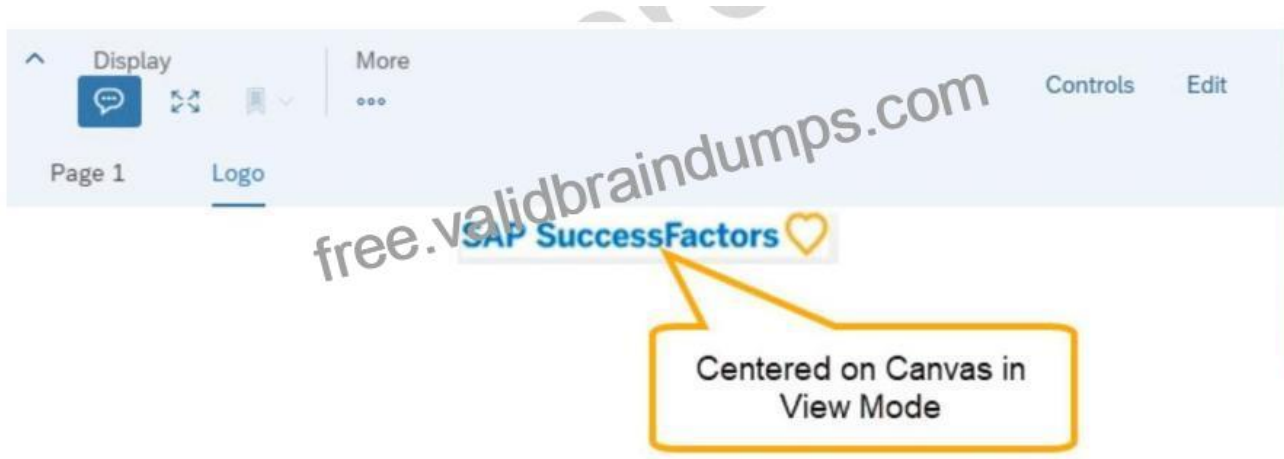 Display
More
Controls
Edit
Page 1
Logo
free.validbraindumps.com
SAP SuccessFactors
Centered on Canvas in
View Mode